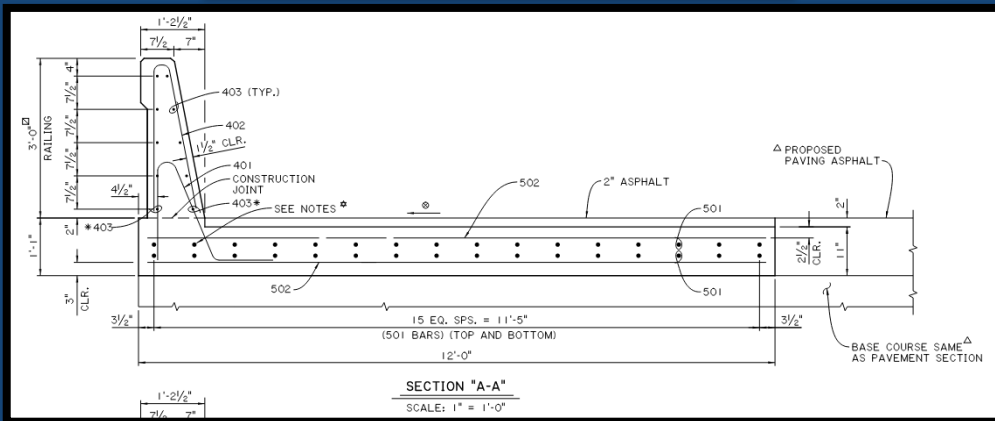 1'-2½"
7½ 7"
4"
7½"
7½"
7½"
7½"
3'-0"
RAILING
403 (TYP.)
402
1½" CLR.
401
CONSTRUCTION
JOINT
403*
SEE NOTES
4½"
*403
2"
1'-1"
3"
CLR.
502
2" ASPHALT
501
△ PROPOSED
PAVING ASPHALT
2"
2½"
CLR.
11"
502
501
3½"
15 EQ. SPS. = 11'-5"
3½"
(501 BARS) (TOP AND BOTTOM)
12'-0"
BASE COURSE SAME △
AS PAVEMENT SECTION
SECTION "A-A"
SCALE: 1" = 1'-0"
1'-2½"
7½ 7"